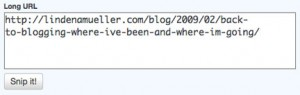 Long URL
http://lindenamueller.com/blog/2009/02/back-
to-blogging-where-ive-been-and-where-im-going/
Snip it!